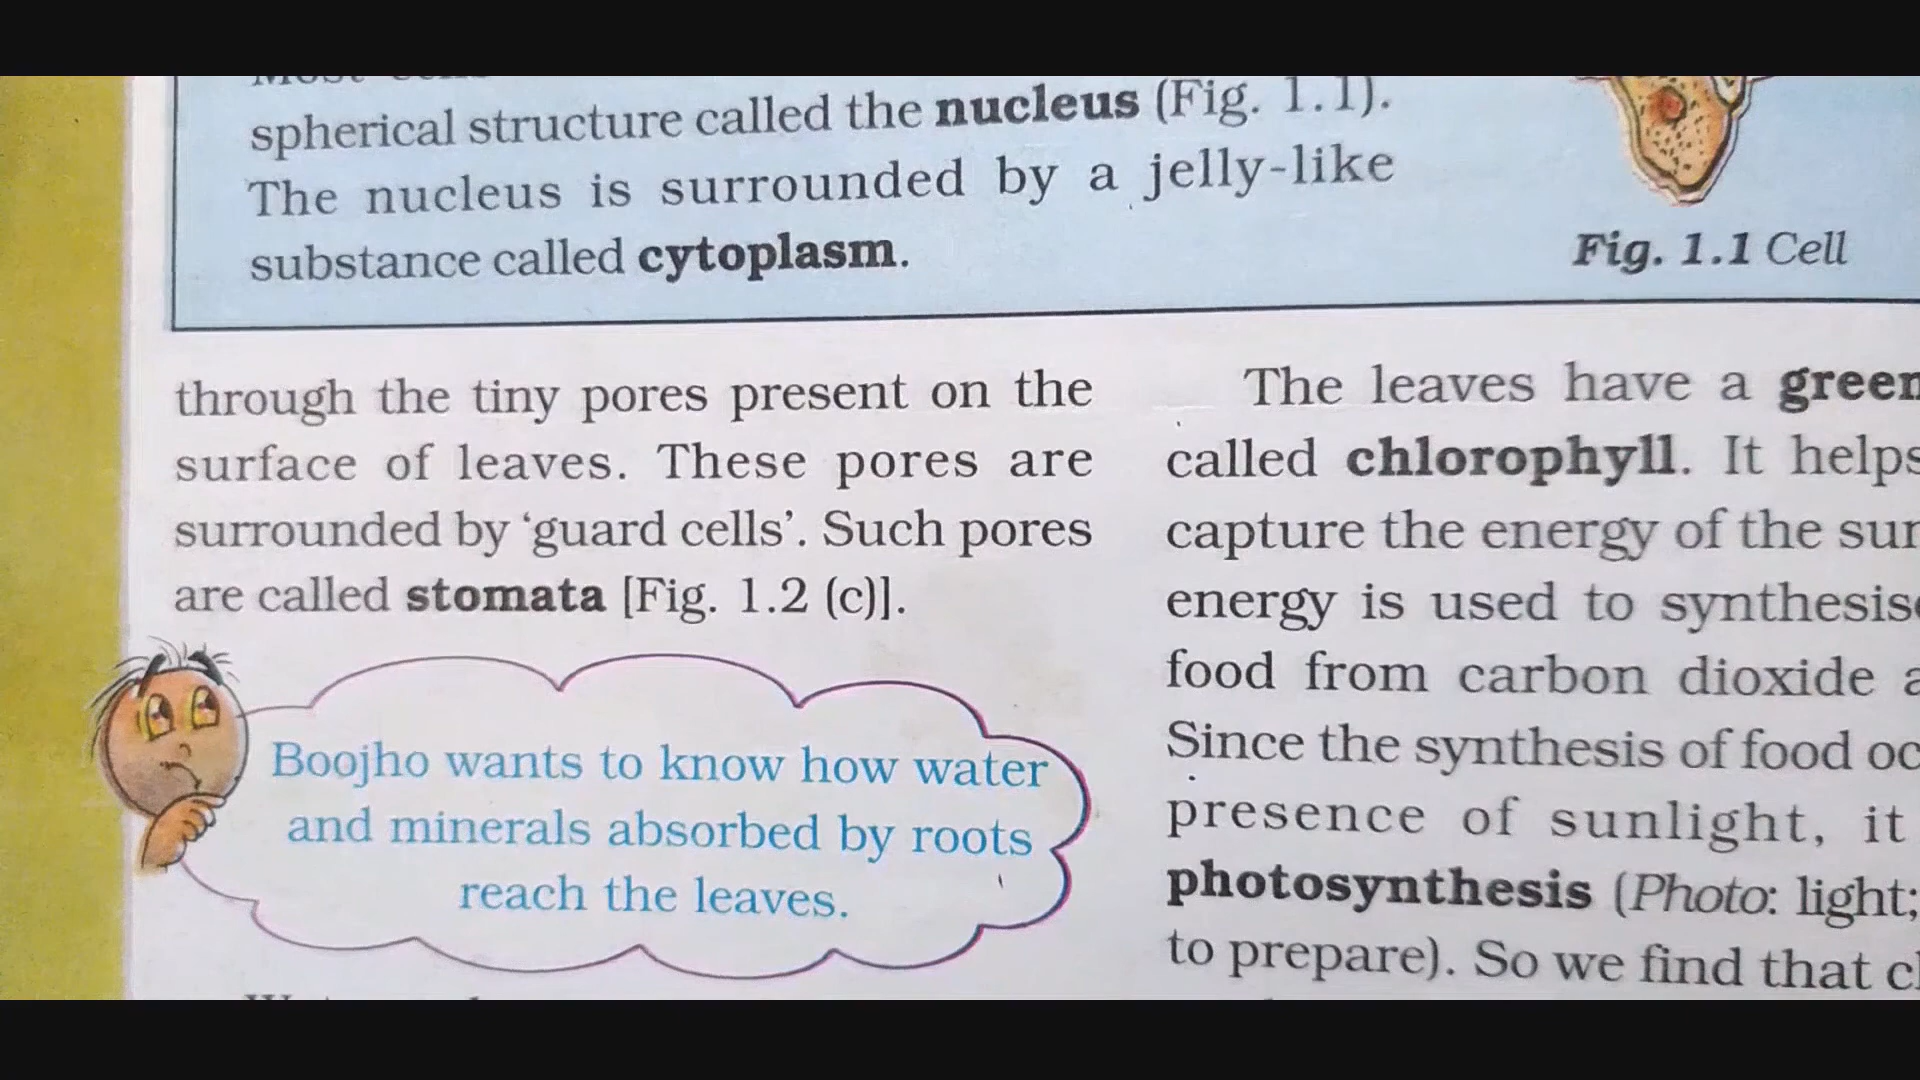 spherical structure called the nucleus (Fig. 1.1).
The nucleus is surrounded by a jelly-like
substance called cytoplasm.
Fig. 1.1 Cell
through the tiny pores present on the
surface of leaves. These pores are
surrounded by ‘guard cells’. Such pores
are called stomata [Fig. 1.2 (c)].
Boojho wants to know how water
and minerals absorbed by roots
reach the leaves.
The leaves have a green
called chlorophyll. It helps
capture the energy of the
energy is used to
food from carbon dioxide
Since the synthesis of food
presence of sunlight, it
photosynthesis (Photo: light;
to prepare). So we find that